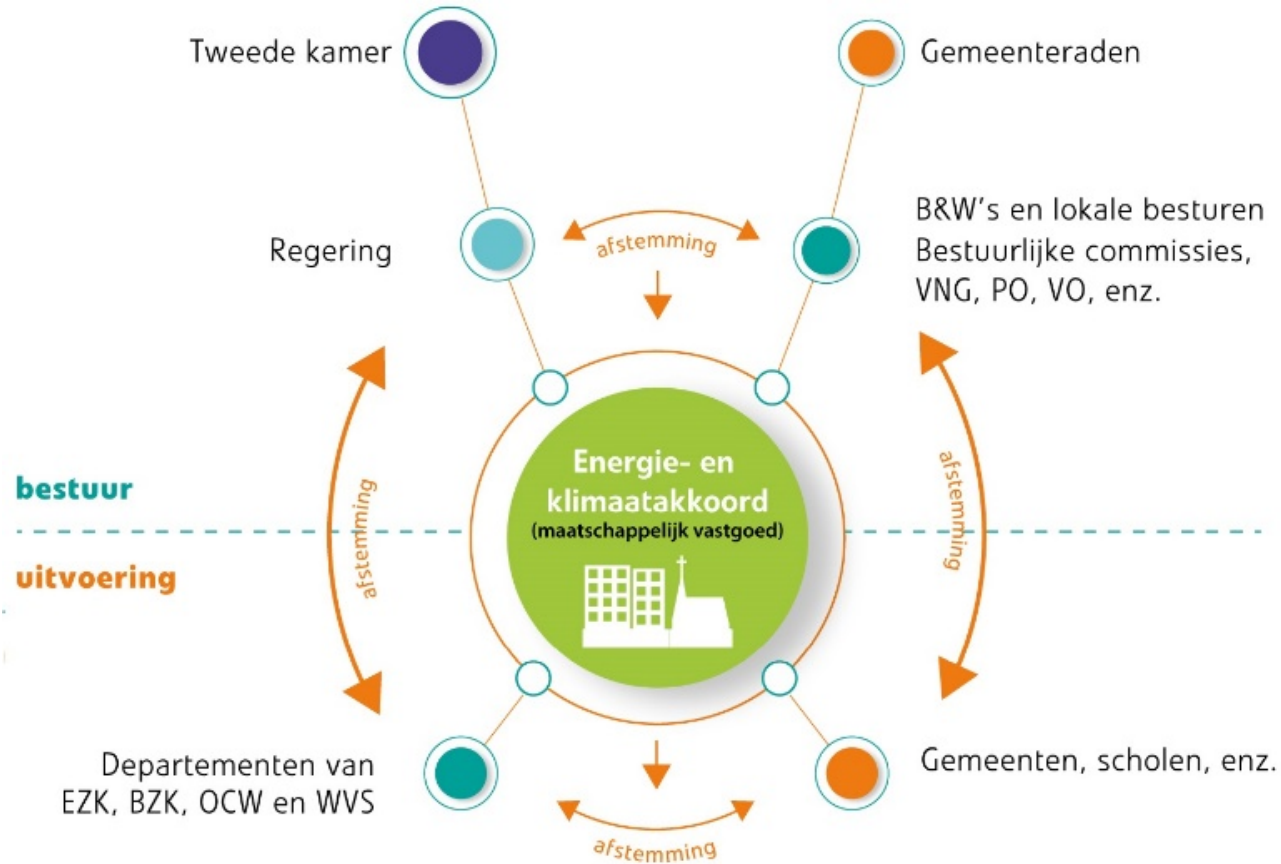 Tweede kamer
Gemeenteraden
Regering
afstemming
B&W's en lokale besturen
Bestuurlijke commissies,
VNG, PO, VO, enz.
bestuur
uitvoering
afstemming
Energie- en
klimaatakkoord
(maatschappelijk vastgoed)
afstemming
Departementen van
EZK, BZK, OCW en WVS
Gemeenten, scholen, enz.
afstemming